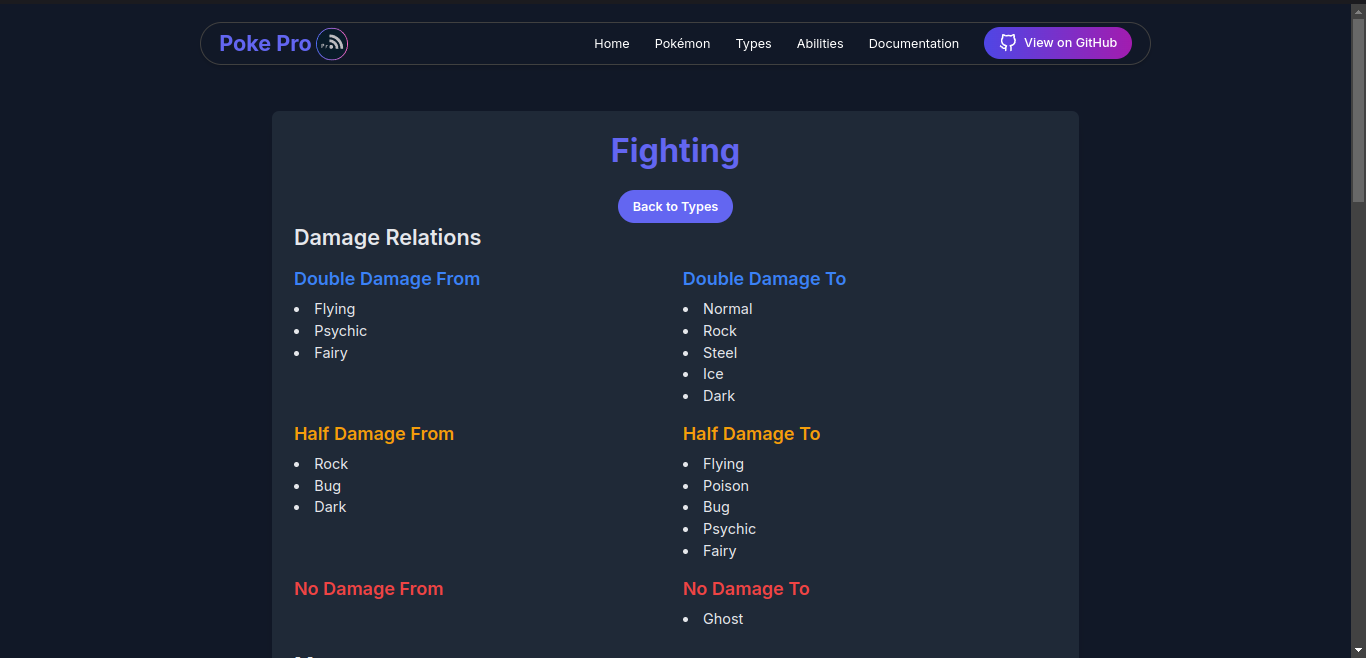 Poke Pro
Home Pokémon Types Abilities Documentation View on GitHub
Fighting
Back to Types
Damage Relations
Double Damage From
• Flying
• Psychic
• Fairy
Double Damage To
• Normal
• Rock
• Steel
• Ice
• Dark
Half Damage From
• Rock
• Bug
• Dark
Half Damage To
• Flying
• Poison
• Bug
• Psychic
• Fairy
No Damage From
No Damage To
• Ghost